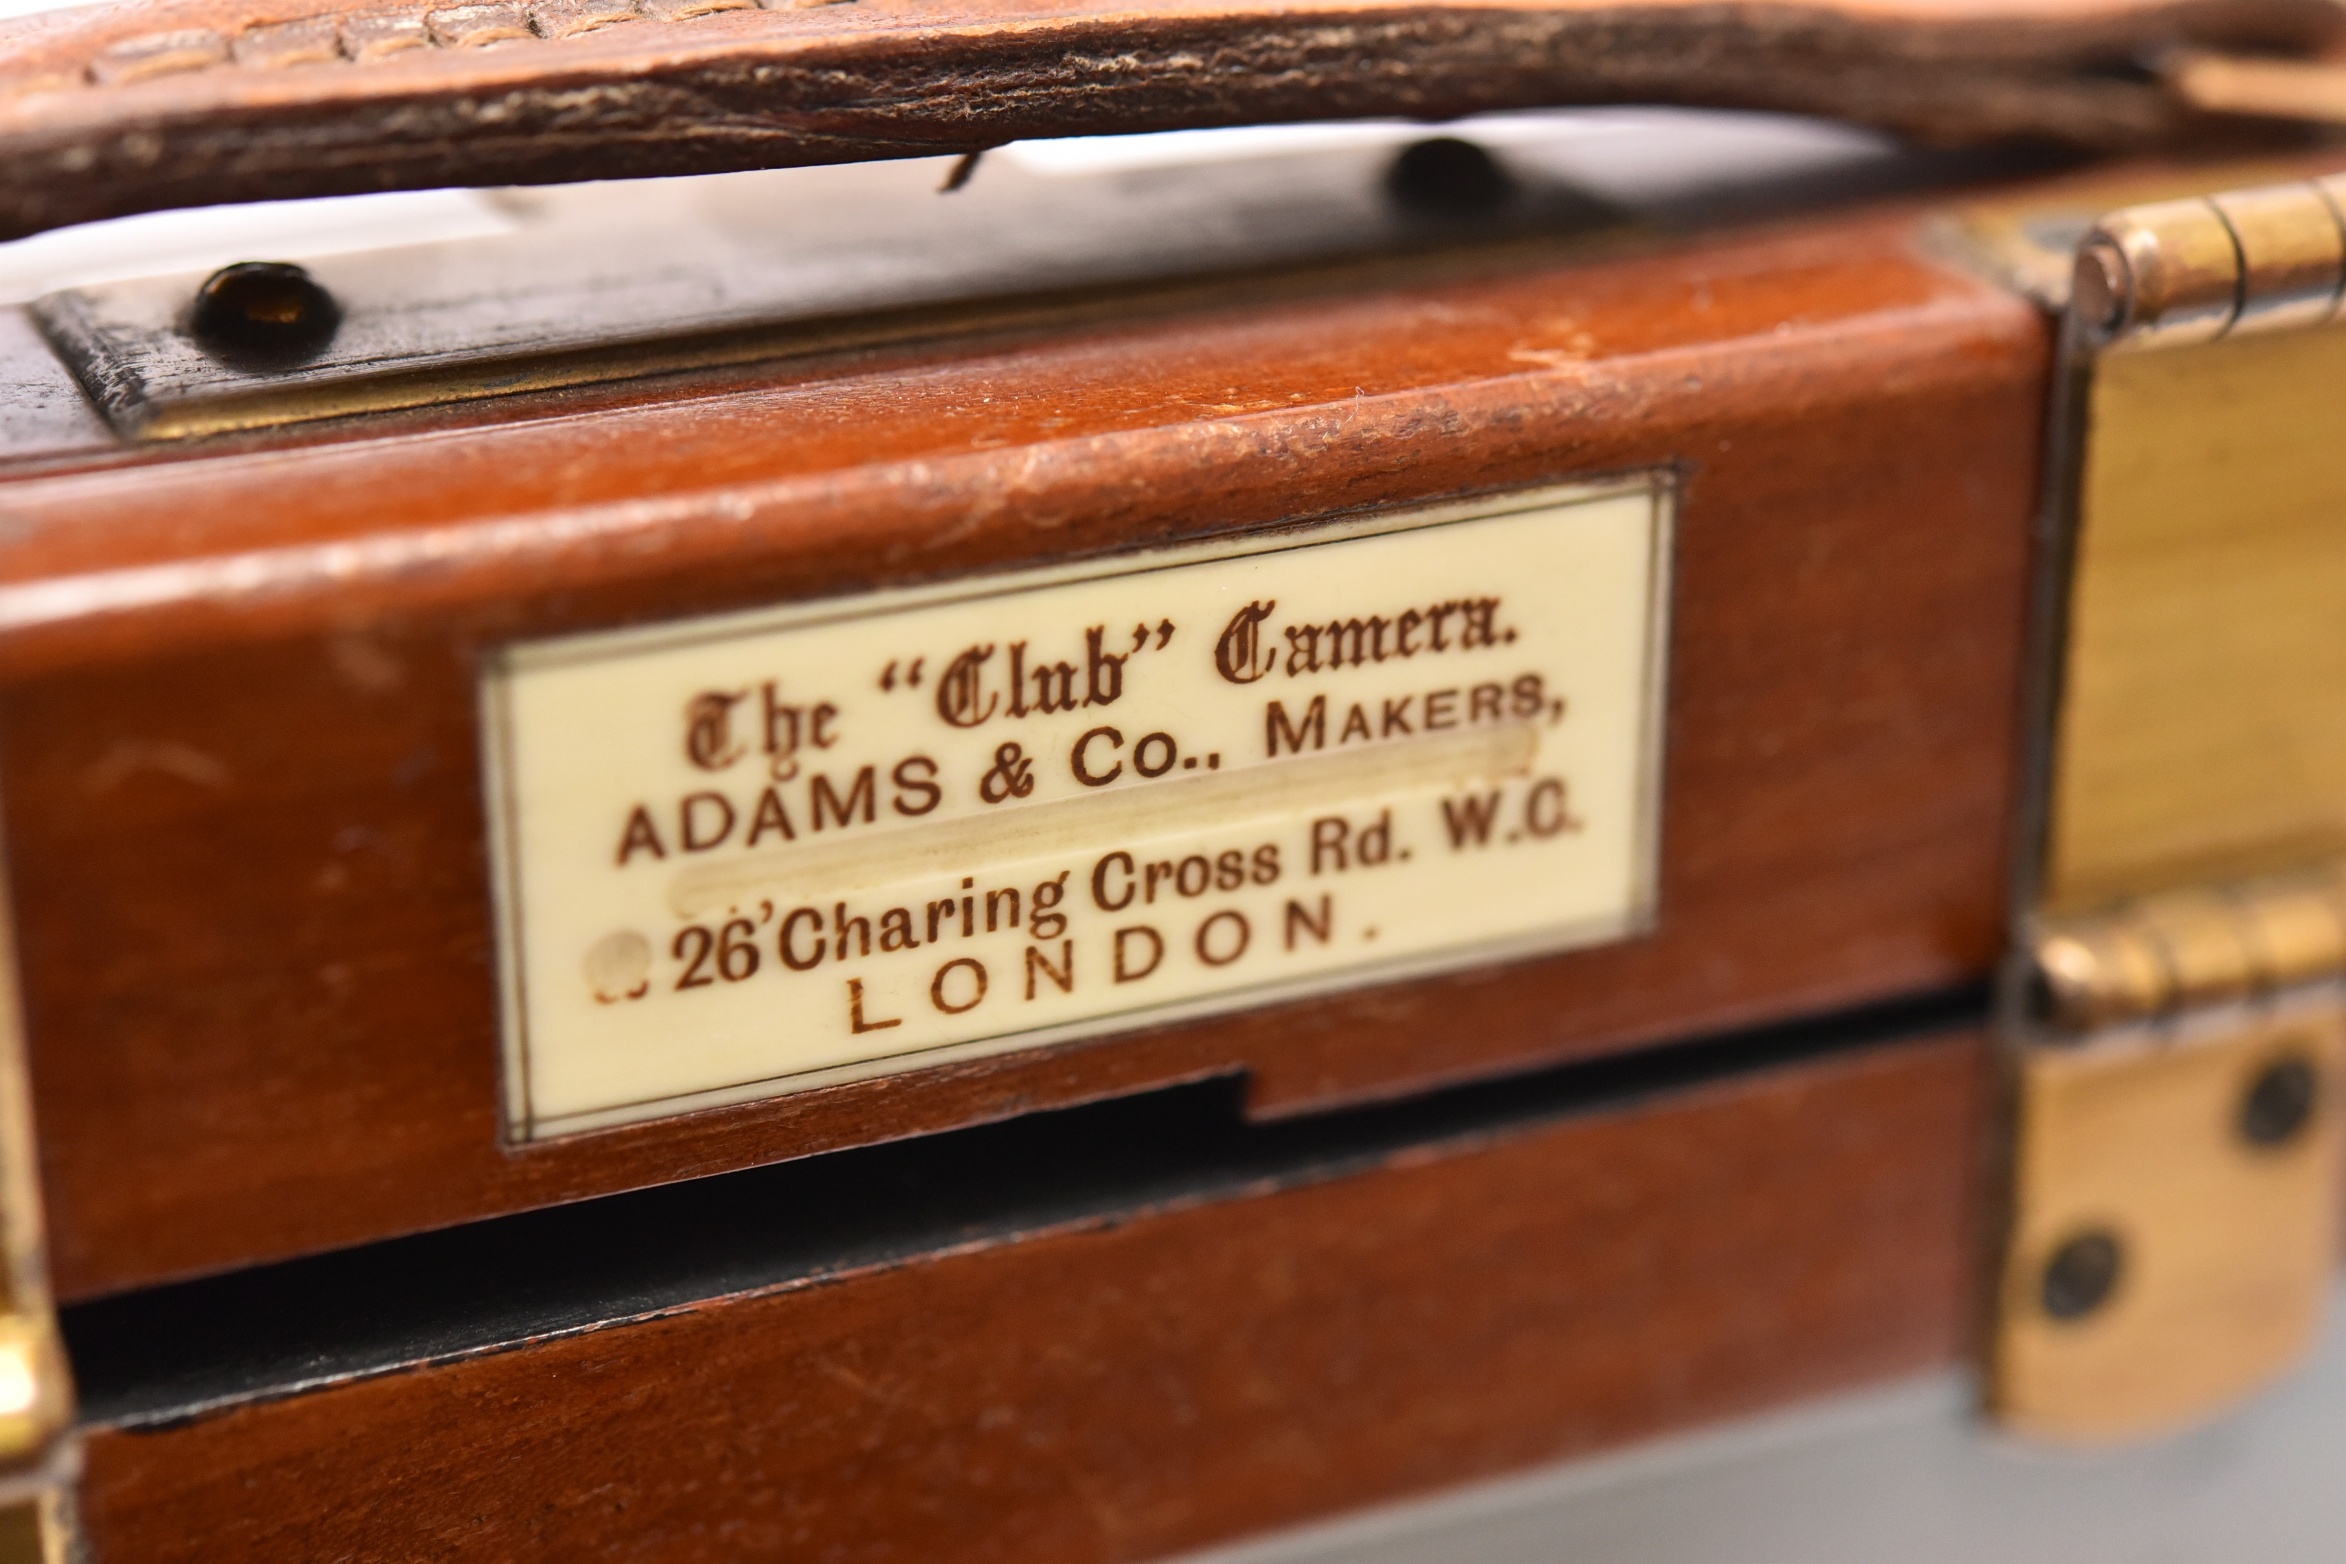 The “Club” Camera.
ADAMS & Co., MAKERS,
26 Charing Cross Rd. W.C.
LONDON.